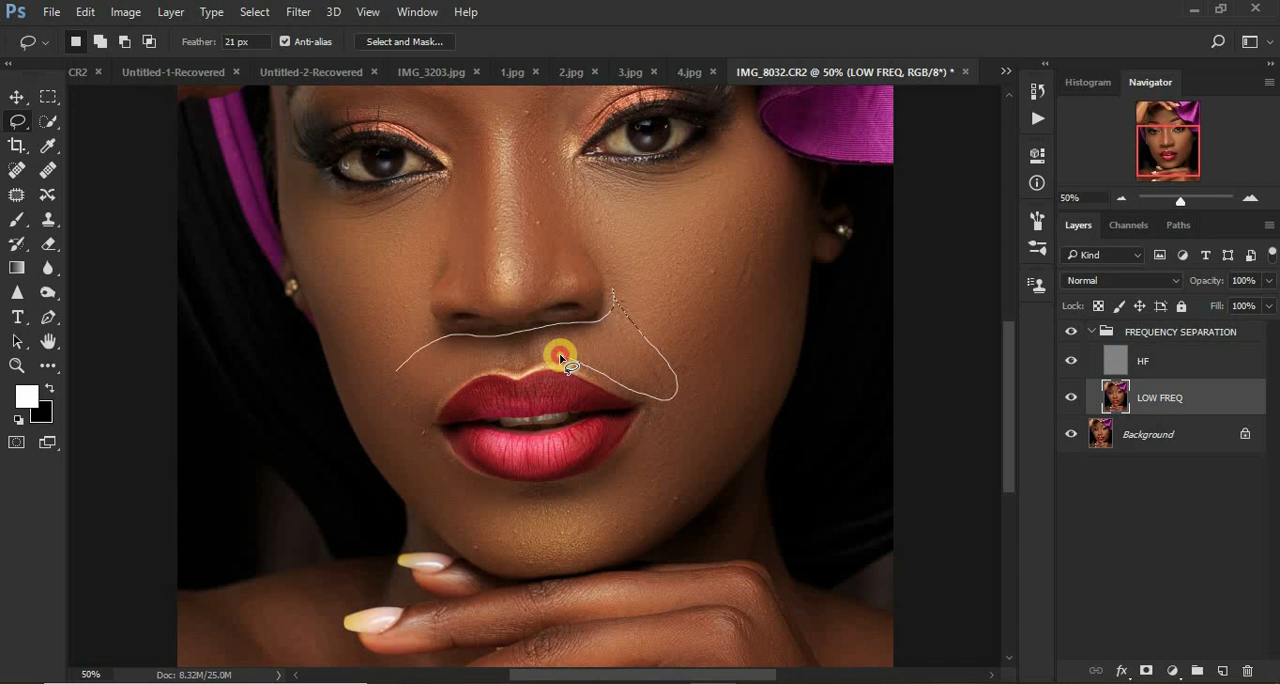 Ps File Edit Image Layer Type Select Filter 3D View Window Help
Feather: 21 px Anti-alias Select and Mask...
CR2 × Untitled-1-Recovered × Untitled-2-Recovered × IMG_3203.jpg × 1.jpg × 2.jpg × 3.jpg × 4.jpg × IMG_8032.CR2 @ 50% (LOW FREQ, RGB/8*) * ×
Histogram Navigator
50%
Layers Channels Paths
Kind
Normal Opacity: 100%
Lock: Fill: 100%
FREQUENCY SEPARATION
HF
LOW FREQ
Background
50% Doc: 8.32M/25.0M